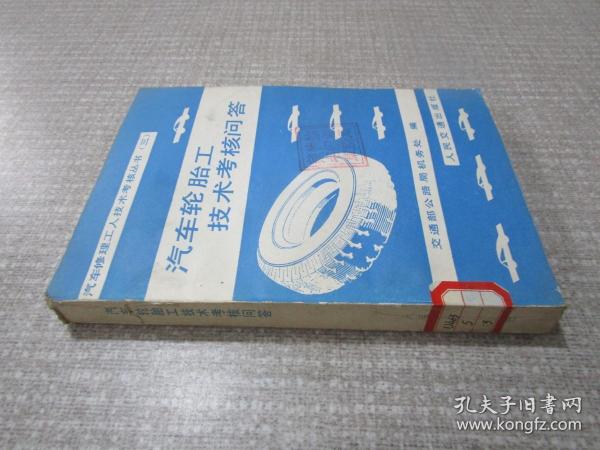 汽车修理工人技术考核丛书(三)
汽车轮胎工
技术考核问答
交通部公路局机务处 编
人民交通出版社
汽车轮胎工技术考核问答
5
3
孔夫子旧书网
www.kongfz.com